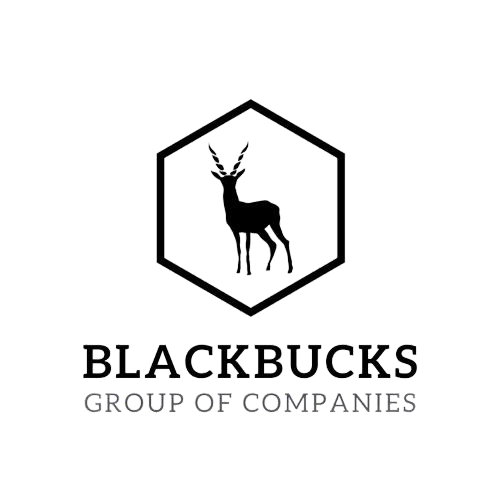 BLACKBUCKS
GROUP OF COMPANIES